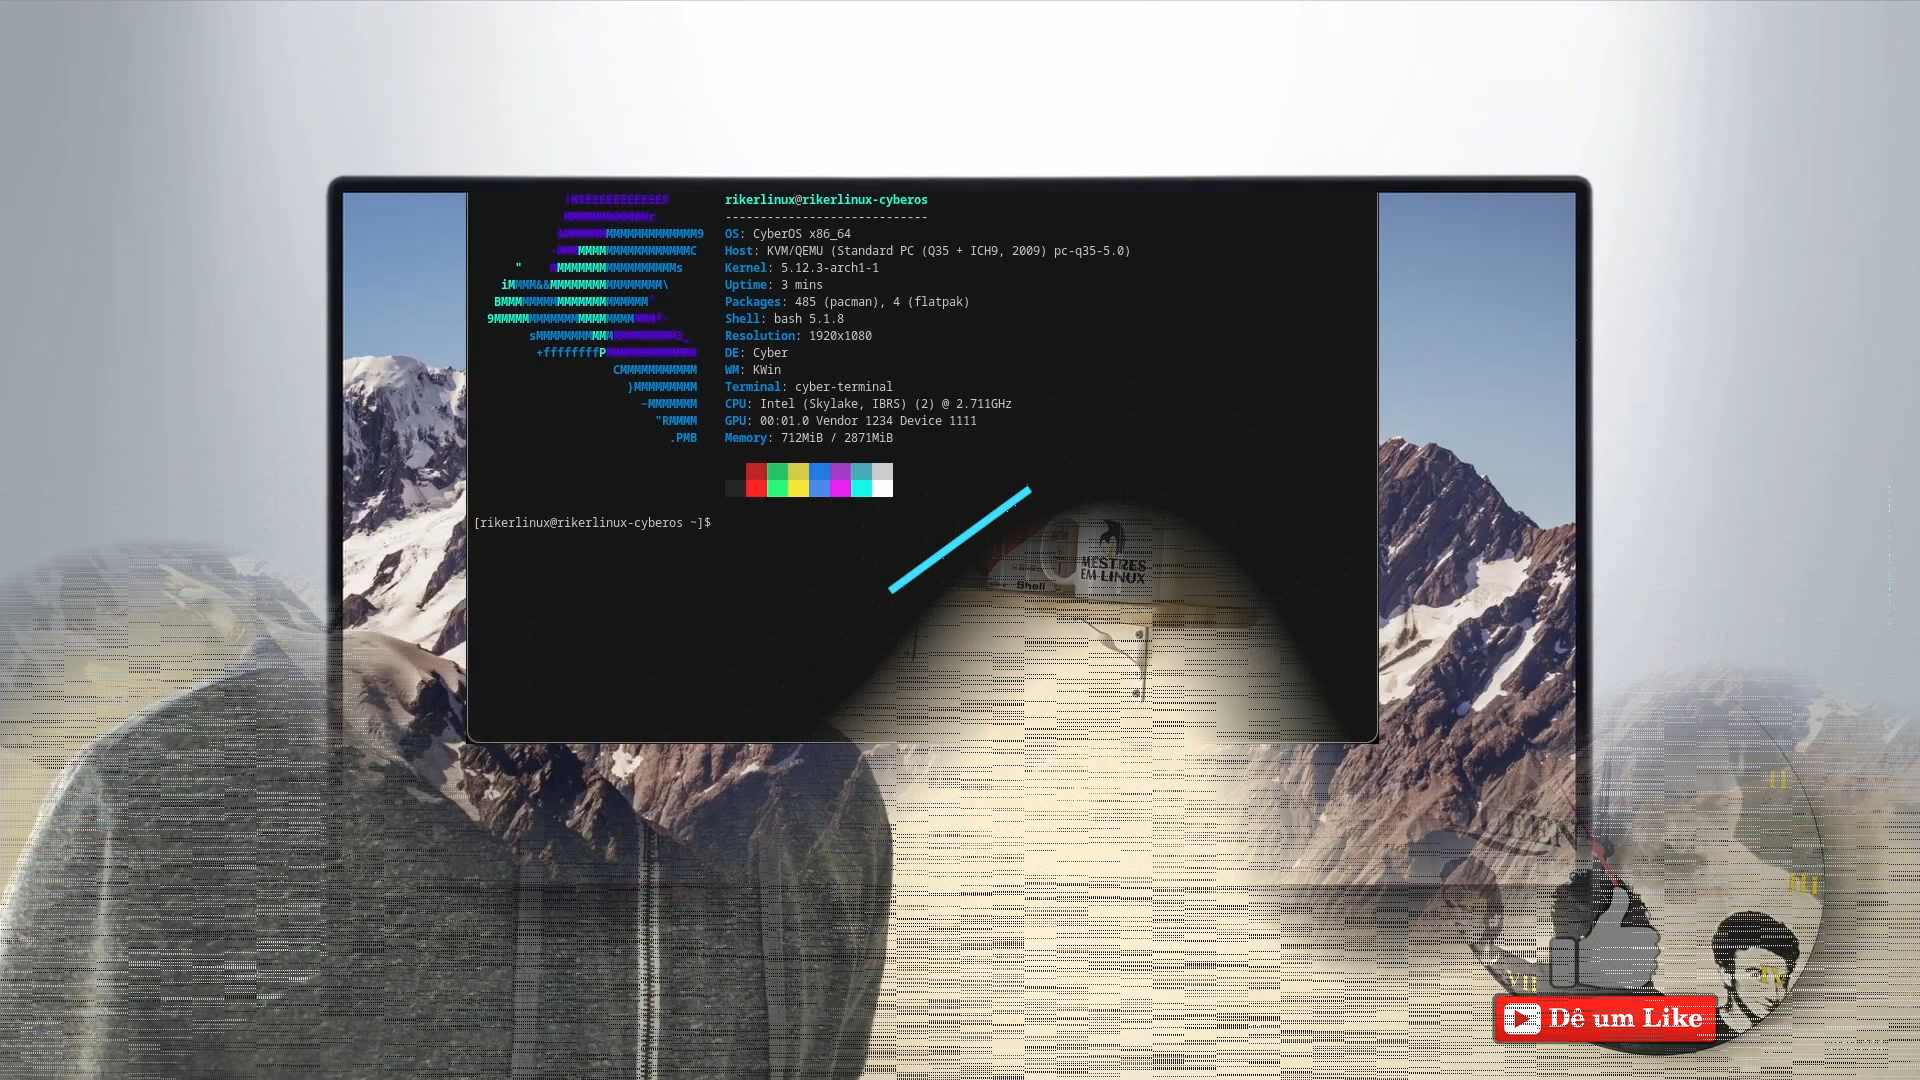 rikerlinux@rikerlinux-cyberos
-----------------------------
OS: CyberOS x86_64
Host: KVM/QEMU (Standard PC (Q35 + ICH9, 2009) pc-q35-5.0)
Kernel: 5.12.3-arch1-1
Uptime: 3 mins
Packages: 485 (pacman), 4 (flatpak)
Shell: bash 5.1.8
Resolution: 1920x1080
DE: Cyber
WM: KWin
Terminal: cyber-terminal
CPU: Intel (Skylake, IBRS) (2) @ 2.711GHz
GPU: 00:01.0 Vendor 1234 Device 1111
Memory: 712MiB / 2871MiB
[rikerlinux@rikerlinux-cyberos ~]$
MESTRES
EM LINUX
Shell
VII
Dê um Like